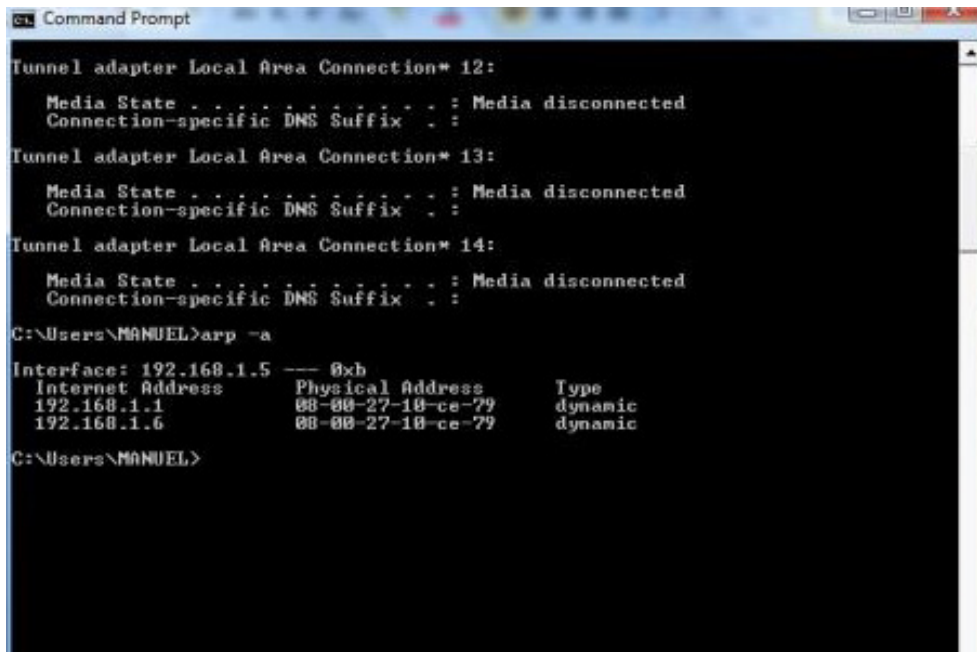 Command Prompt
Tunnel adapter Local Area Connection* 12:
Media State . . . . . . . . . . . : Media disconnected
Connection-specific DNS Suffix . :
Tunnel adapter Local Area Connection* 13:
Media State . . . . . . . . . . . : Media disconnected
Connection-specific DNS Suffix . :
Tunnel adapter Local Area Connection* 14:
Media State . . . . . . . . . . . : Media disconnected
Connection-specific DNS Suffix . :
C:\Users\MANUEL>arp -a
Interface: 192.168.1.5 --- 0xb
Internet Address Physical Address Type
192.168.1.1 08-00-27-10-ce-79 dynamic
192.168.1.6 08-00-27-10-ce-79 dynamic
C:\Users\MANUEL>